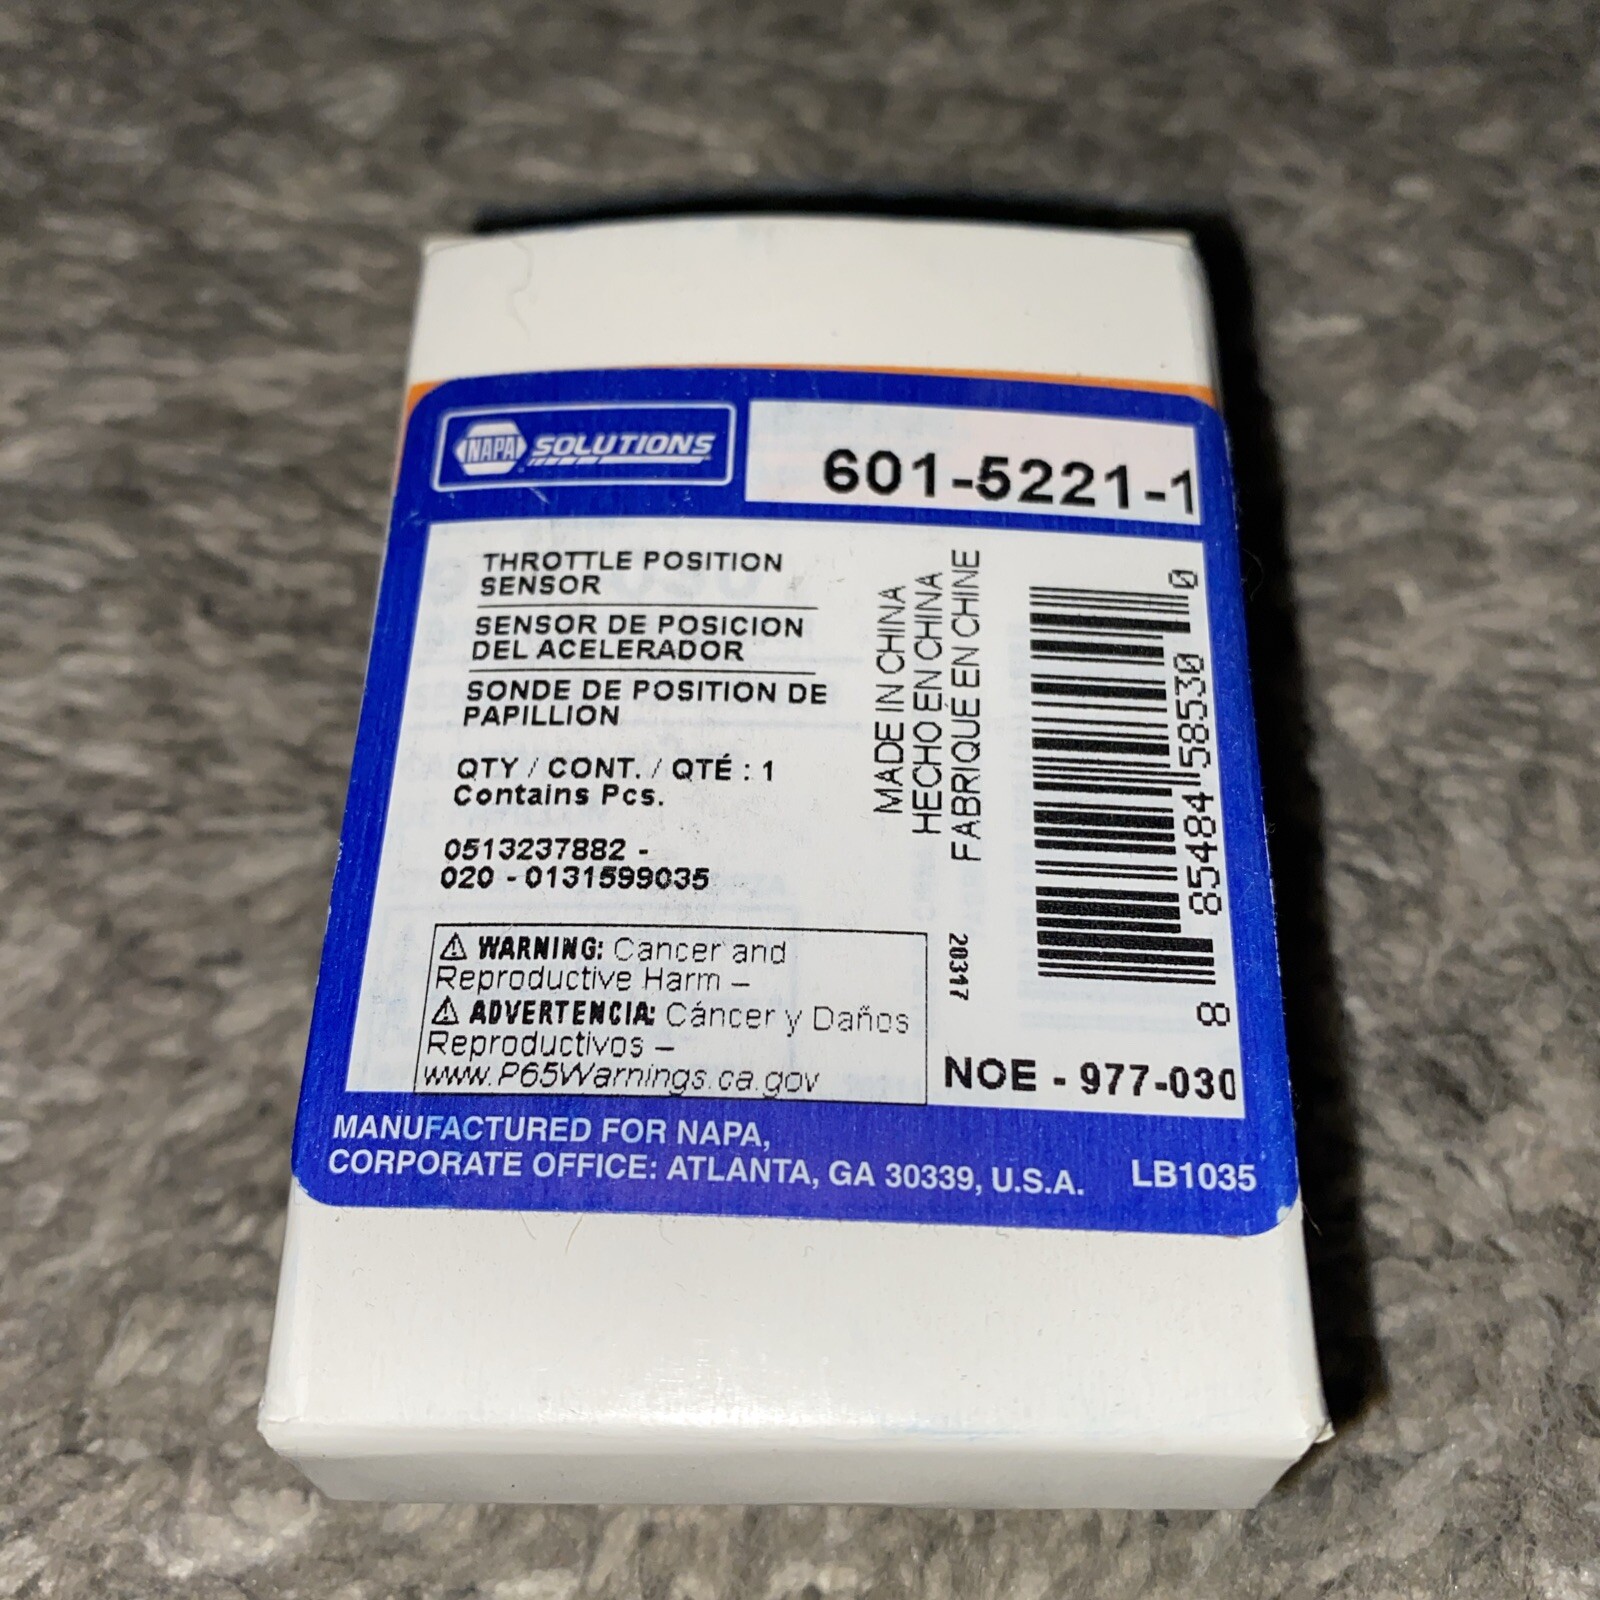 NAPA SOLUTIONS
601-5221-1
THROTTLE POSITION
SENSOR
SENSOR DE POSICION
DEL ACELERADOR
SONDE DE POSITION DE
PAPILLION
QTY / CONT. / QTÉ : 1
Contains Pcs.
0513237882 -
020 - 0131599035
⚠ WARNING: Cancer and
Reproductive Harm –
⚠ ADVERTENCIA: Cáncer y Daños
Reproductivos –
www.P65Warnings.ca.gov
MADE IN CHINA
HECHO EN CHINA
FABRIQUÉ EN CHINE
20317
8 85484 58530 0
NOE - 977-030
MANUFACTURED FOR NAPA,
CORPORATE OFFICE: ATLANTA, GA 30339, U.S.A.
LB1035